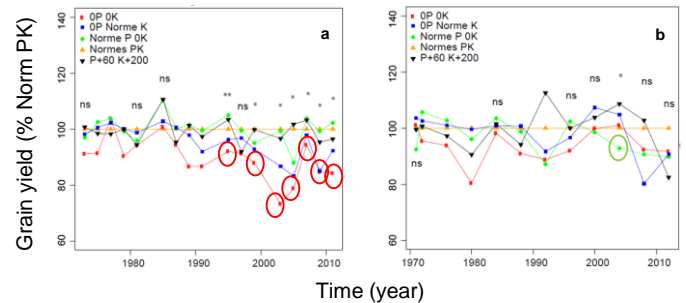 Grain yield (% Norm PK)
140
120
100
80
60
0P 0K
0P Norme K
Norme P 0K
Normes PK
P+60 K+200
a
ns ns ns ** ns * * * * * *
1980 1990 2000 2010
140
120
100
80
60
0P 0K
0P Norme K
Norme P 0K
Normes PK
P+60 K+200
b
ns ns ns ns * ns ns
1970 1980 1990 2000 2010
Time (year)